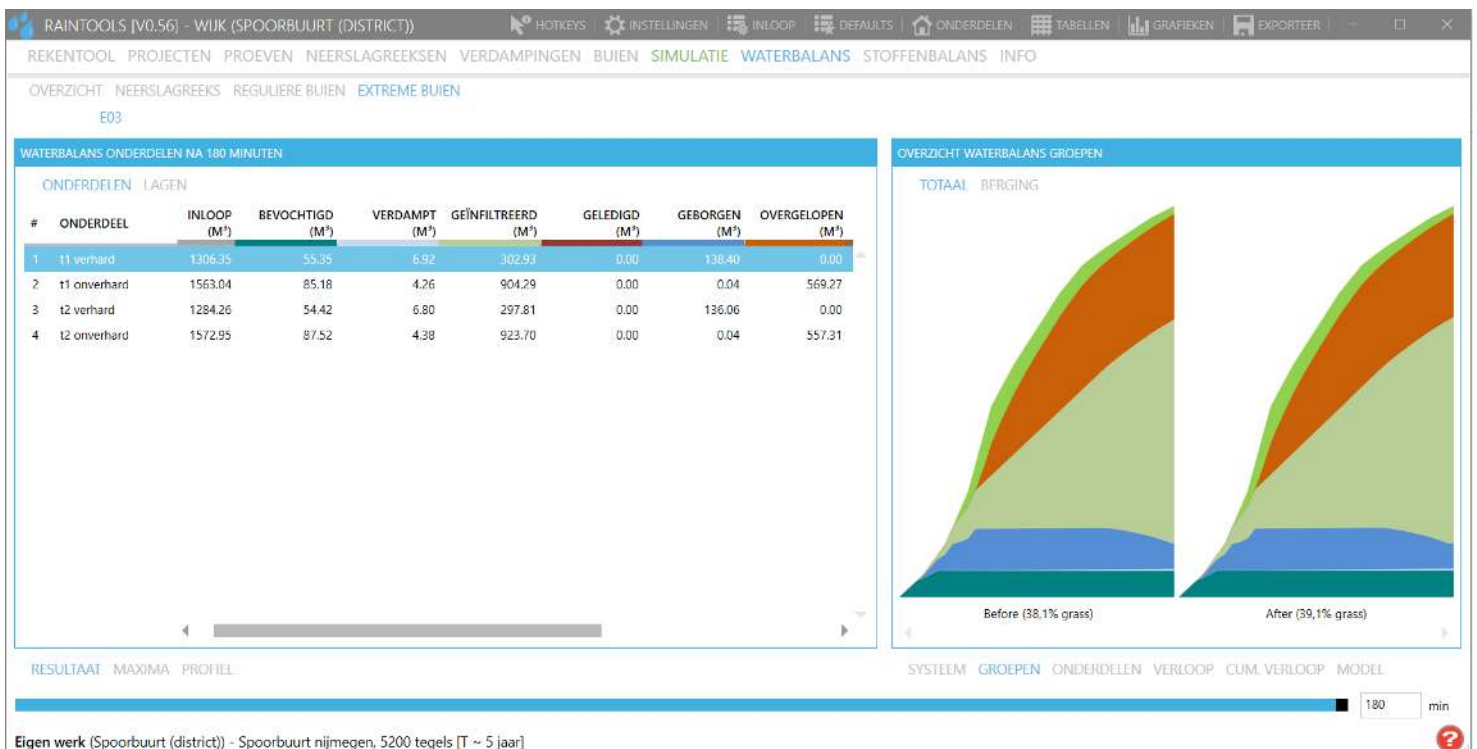 RAINTOOLS [V0.56] - WIJK (SPOORBUURT (DISTRICT)) HOTKEYS INSTELLINGEN INLOOP DEFAULTS ONDERDELEN TABELLEN GRAFIEKEN EXPORTEER
REKENTOOL PROJECTEN PROEVEN NEERSLAGREEKSEN VERDAMPINGEN BUIEN SIMULATIE WATERBALANS STOFFENBALANS INFO
OVERZICHT NEERSLAGREEKS REGULIERE BUIEN EXTREME BUIEN
E03
WATERBALANS ONDERDELEN NA 180 MINUTEN
ONDERDELEN LAGEN
# ONDERDEEL INLOOP (M³) BEVOCHTIGD (M³) VERDAMPT (M³) GEÏNFILTREERD (M³) GELEDIGD (M³) GEBORGEN (M³) OVERGELOPEN (M³)
1 t1 verhard 1306.35 55.35 6.92 302.93 0.00 138.40 0.00
2 t1 onverhard 1563.04 85.18 4.26 904.29 0.00 0.04 569.27
3 t2 verhard 1284.26 54.42 6.80 297.81 0.00 136.06 0.00
4 t2 onverhard 1572.95 87.52 4.38 923.70 0.00 0.04 557.31
RESULTAAT MAXIMA PROFIEL
OVERZICHT WATERBALANS GROEPEN
TOTAAL BERGING
Before (38,1% grass) After (39,1% grass)
SYSTEEM GROEPEN ONDERDELEN VERLOOP CUM. VERLOOP MODEL
180 min
Eigen werk (Spoorbuurt (district)) - Spoorbuurt nijmegen, 5200 tegels [T ~ 5 jaar]
?